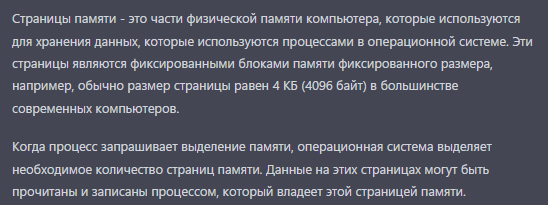 Страницы памяти - это части физической памяти компьютера, которые используются
для хранения данных, которые используются процессами в операционной системе. Эти
страницы являются фиксированными блоками памяти фиксированного размера,
например, обычно размер страницы равен 4 КБ (4096 байт) в большинстве
современных компьютеров.
Когда процесс запрашивает выделение памяти, операционная система выделяет
необходимое количество страниц памяти. Данные на этих страницах могут быть
прочитаны и записаны процессом, который владеет этой страницей памяти.